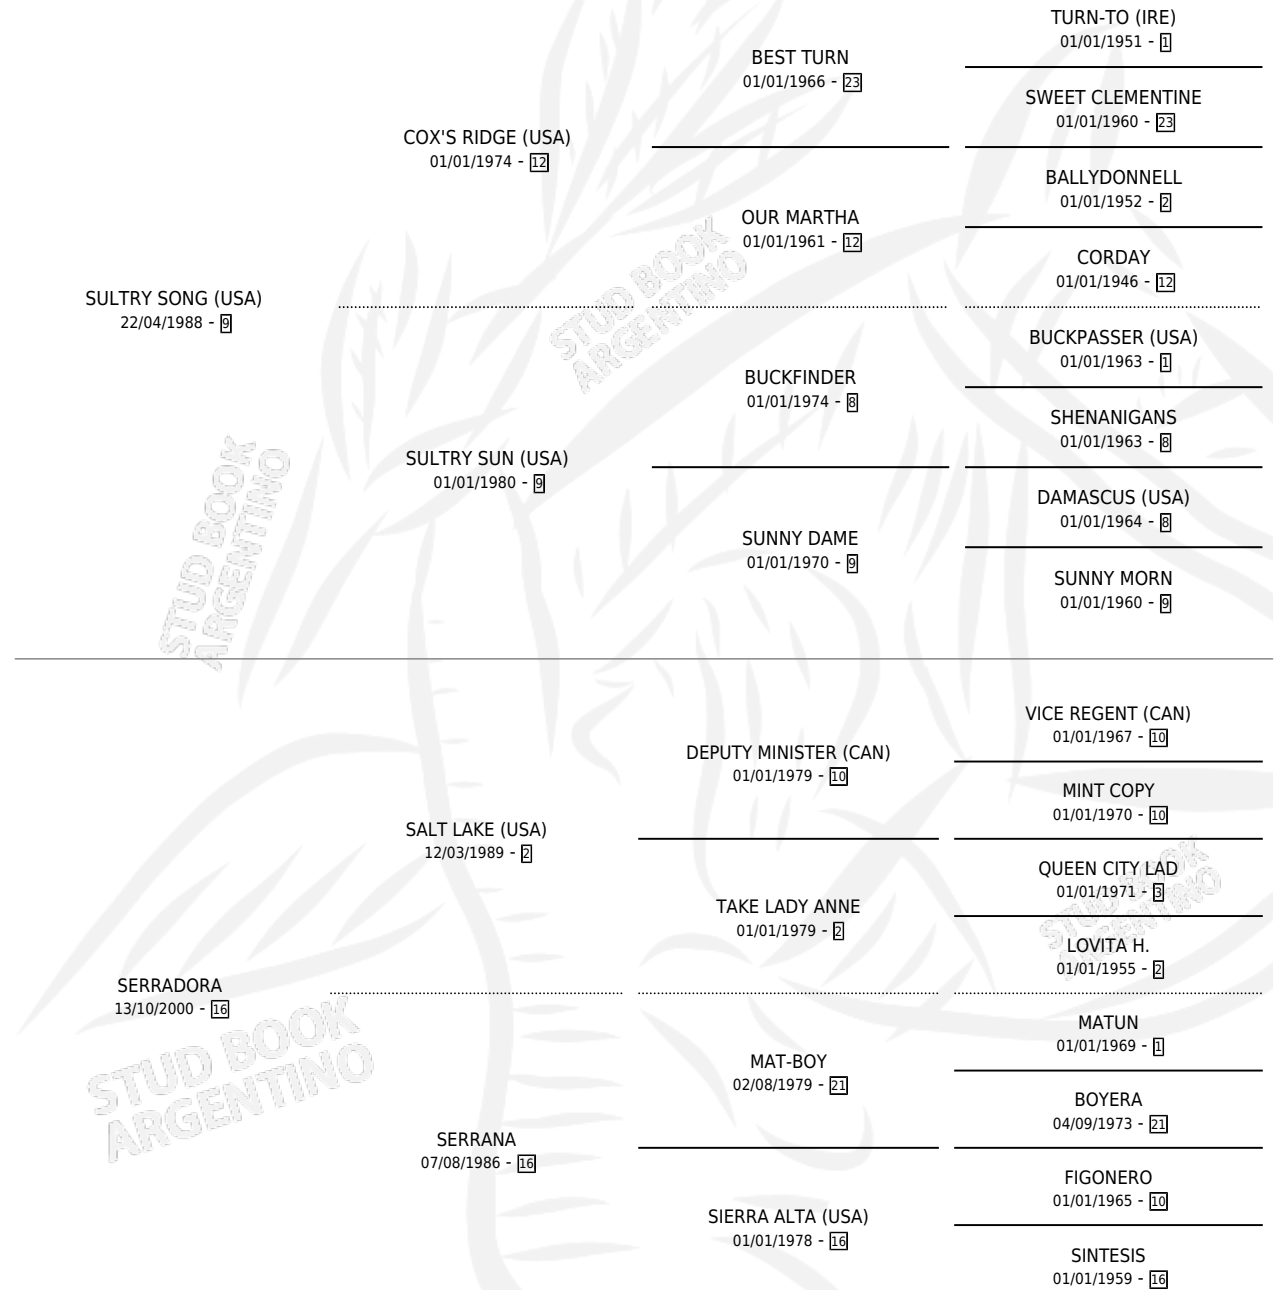 TURN-TO (IRE)
01/01/1951 - 1
BEST TURN
01/01/1966 - 23
SWEET CLEMENTINE
01/01/1960 - 23
COX'S RIDGE (USA)
01/01/1974 - 12
BALLYDONNELL
01/01/1952 - 2
OUR MARTHA
01/01/1961 - 12
CORDAY
01/01/1946 - 12
SULTRY SONG (USA)
22/04/1988 - 9
BUCKPASSER (USA)
01/01/1963 - 1
BUCKFINDER
01/01/1974 - 8
SHENANIGANS
01/01/1963 - 8
SULTRY SUN (USA)
01/01/1980 - 9
DAMASCUS (USA)
01/01/1964 - 8
SUNNY DAME
01/01/1970 - 9
SUNNY MORN
01/01/1960 - 9
VICE REGENT (CAN)
01/01/1967 - 10
DEPUTY MINISTER (CAN)
01/01/1979 - 10
MINT COPY
01/01/1970 - 10
SALT LAKE (USA)
12/03/1989 - 2
QUEEN CITY LAD
01/01/1971 - 3
TAKE LADY ANNE
01/01/1979 - 2
LOVITA H.
01/01/1955 - 2
SERRADORA
13/10/2000 - 16
MATUN
01/01/1969 - 1
MAT-BOY
02/08/1979 - 21
BOYERA
04/09/1973 - 21
SERRANA
07/08/1986 - 16
FIGONERO
01/01/1965 - 10
SIERRA ALTA (USA)
01/01/1978 - 16
SINTESIS
01/01/1959 - 16
STUD BOOK
ARGENTINO
STUD BOOK
ARGENTINO
STUD BOOK
ARGENTINO
STUD BOOK
ARGENTINO